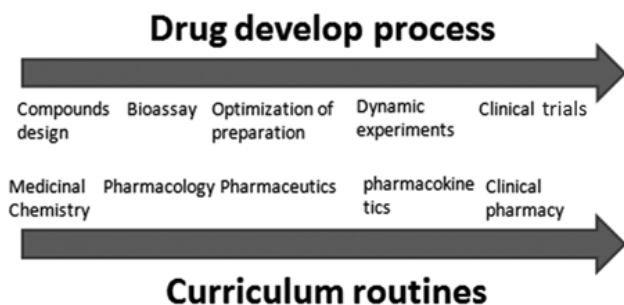 Drug develop process
Compounds Bioassay Optimization of Dynamic Clinical trials
design preparation experiments
Medicinal Pharmacology Pharmaceutics pharmacokine Clinical
Chemistry tics pharmacy
Curriculum routines